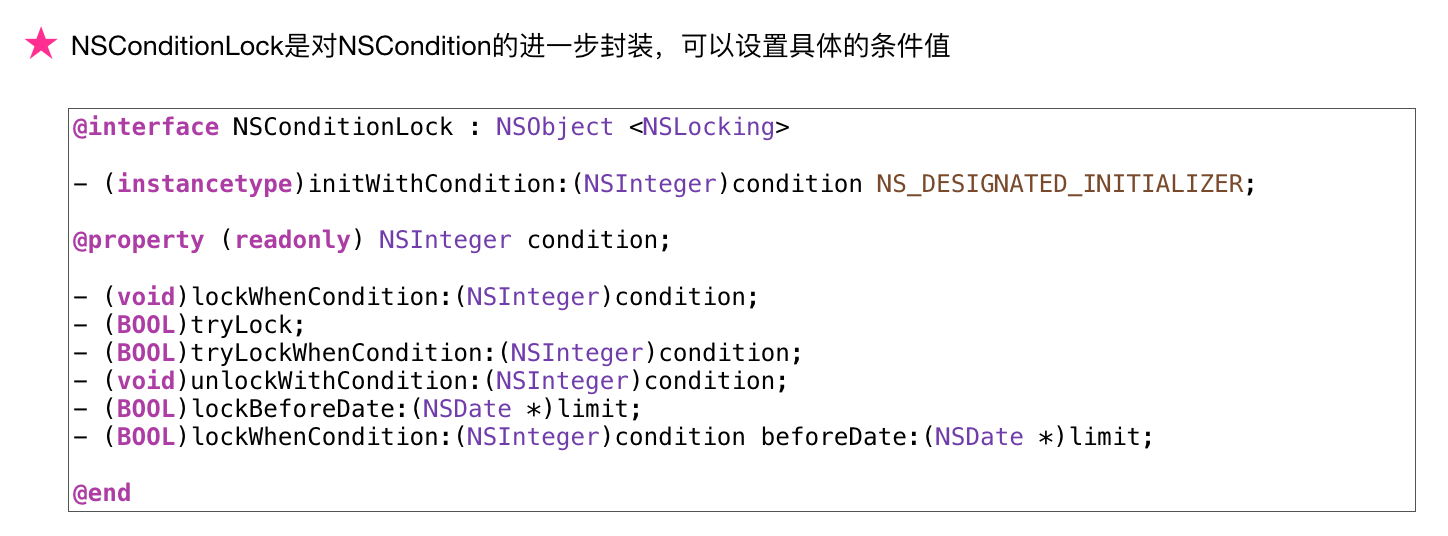 NSConditionLock是对NSCondition的进一步封装，可以设置具体的条件值
@interface NSConditionLock : NSObject <NSLocking>
- (instancetype)initWithCondition:(NSInteger)condition NS_DESIGNATED_INITIALIZER;
@property (readonly) NSInteger condition;
- (void)lockWhenCondition:(NSInteger)condition;
- (BOOL)tryLock;
- (BOOL)tryLockWhenCondition:(NSInteger)condition;
- (void)unlockWithCondition:(NSInteger)condition;
- (BOOL)lockBeforeDate:(NSDate *)limit;
- (BOOL)lockWhenCondition:(NSInteger)condition beforeDate:(NSDate *)limit;
@end